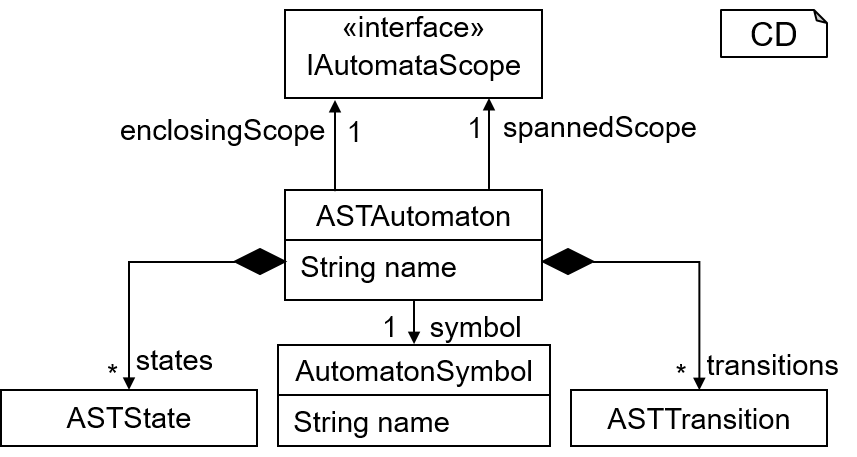 «interface»
IAutomataScope
CD
enclosingScope 1
1 spannedScope
ASTAutomaton
String name
1 symbol
* states
* transitions
AutomatonSymbol
String name
ASTState
ASTTransition